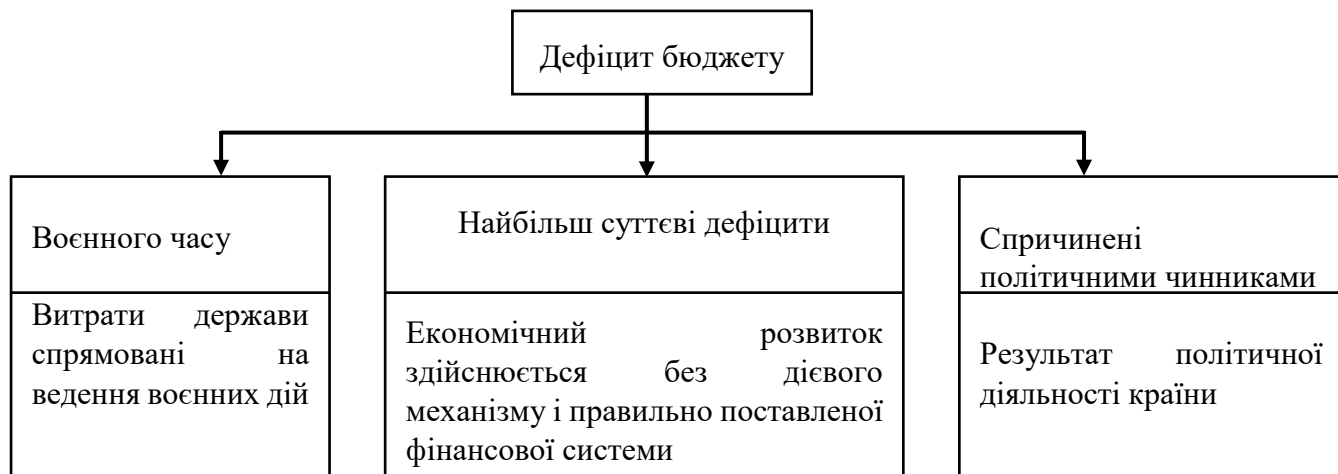 Дефіцит бюджету
Воєнного часу
Витрати держави
спрямовані на
ведення воєнних дій
Найбільш суттєві дефіцити
Економічний розвиток
здійснюється без дієвого
механізму і правильно поставленої
фінансової системи
Спричинені
політичними чинниками
Результат політичної
діяльності країни